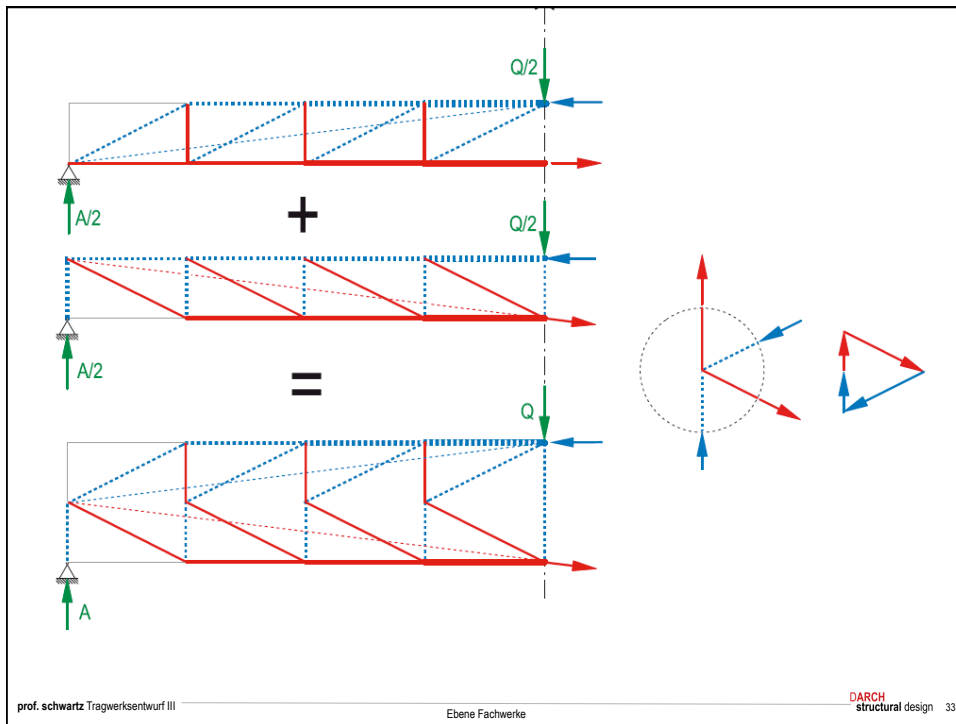 Q/2
A/2
+
Q/2
A/2
=
Q
A
prof. schwartz Tragwerksentwurf III
Ebene Fachwerke
DARCH
structural design 33